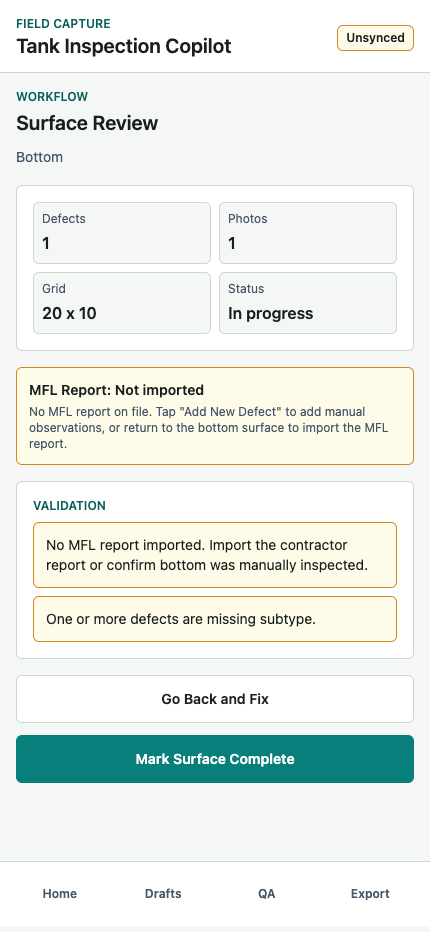 FIELD CAPTURE
Tank Inspection Copilot
Unsynced
WORKFLOW
Surface Review
Bottom
Defects
1
Photos
1
Grid
20 x 10
Status
In progress
MFL Report: Not imported
No MFL report on file. Tap "Add New Defect" to add manual
observations, or return to the bottom surface to import the MFL
report.
VALIDATION
No MFL report imported. Import the contractor
report or confirm bottom was manually inspected.
One or more defects are missing subtype.
Go Back and Fix
Mark Surface Complete
Home
Drafts
QA
Export